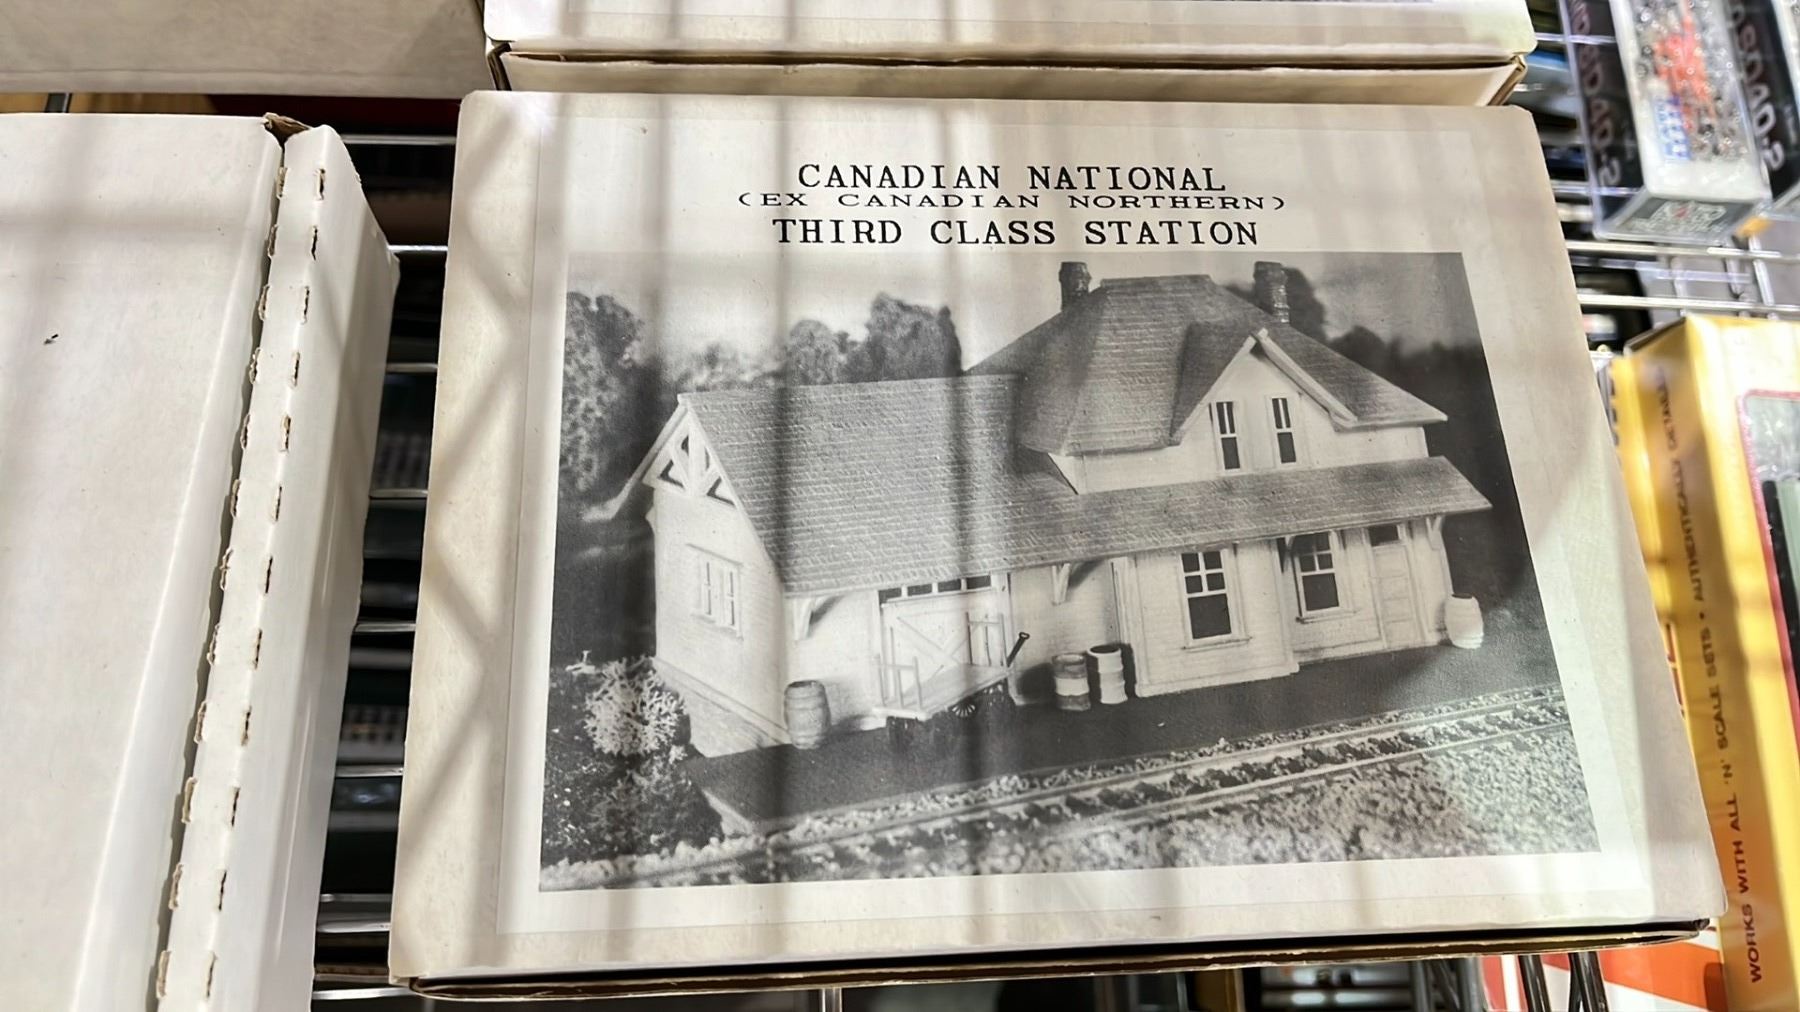 CANADIAN NATIONAL
(EX CANADIAN NORTHERN)
THIRD CLASS STATION
WORKS WITH ALL 'N' SCALE SETS • AUTHENTICALLY DETAILED